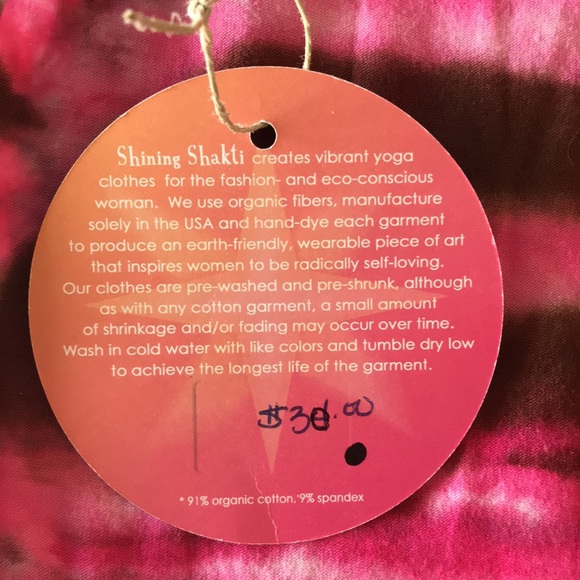 Shining Shakti creates vibrant yoga
clothes for the fashion- and eco-conscious
woman. We use organic fibers, manufacture
solely in the USA and hand-dye each garment
to produce an earth-friendly, wearable piece of art
that inspires women to be radically self-loving.
Our clothes are pre-washed and pre-shrunk, although
as with any cotton garment, a small amount
of shrinkage and/or fading may occur over time.
Wash in cold water with like colors and tumble dry low
to achieve the longest life of the garment.
* 91% organic cotton, 9% spandex